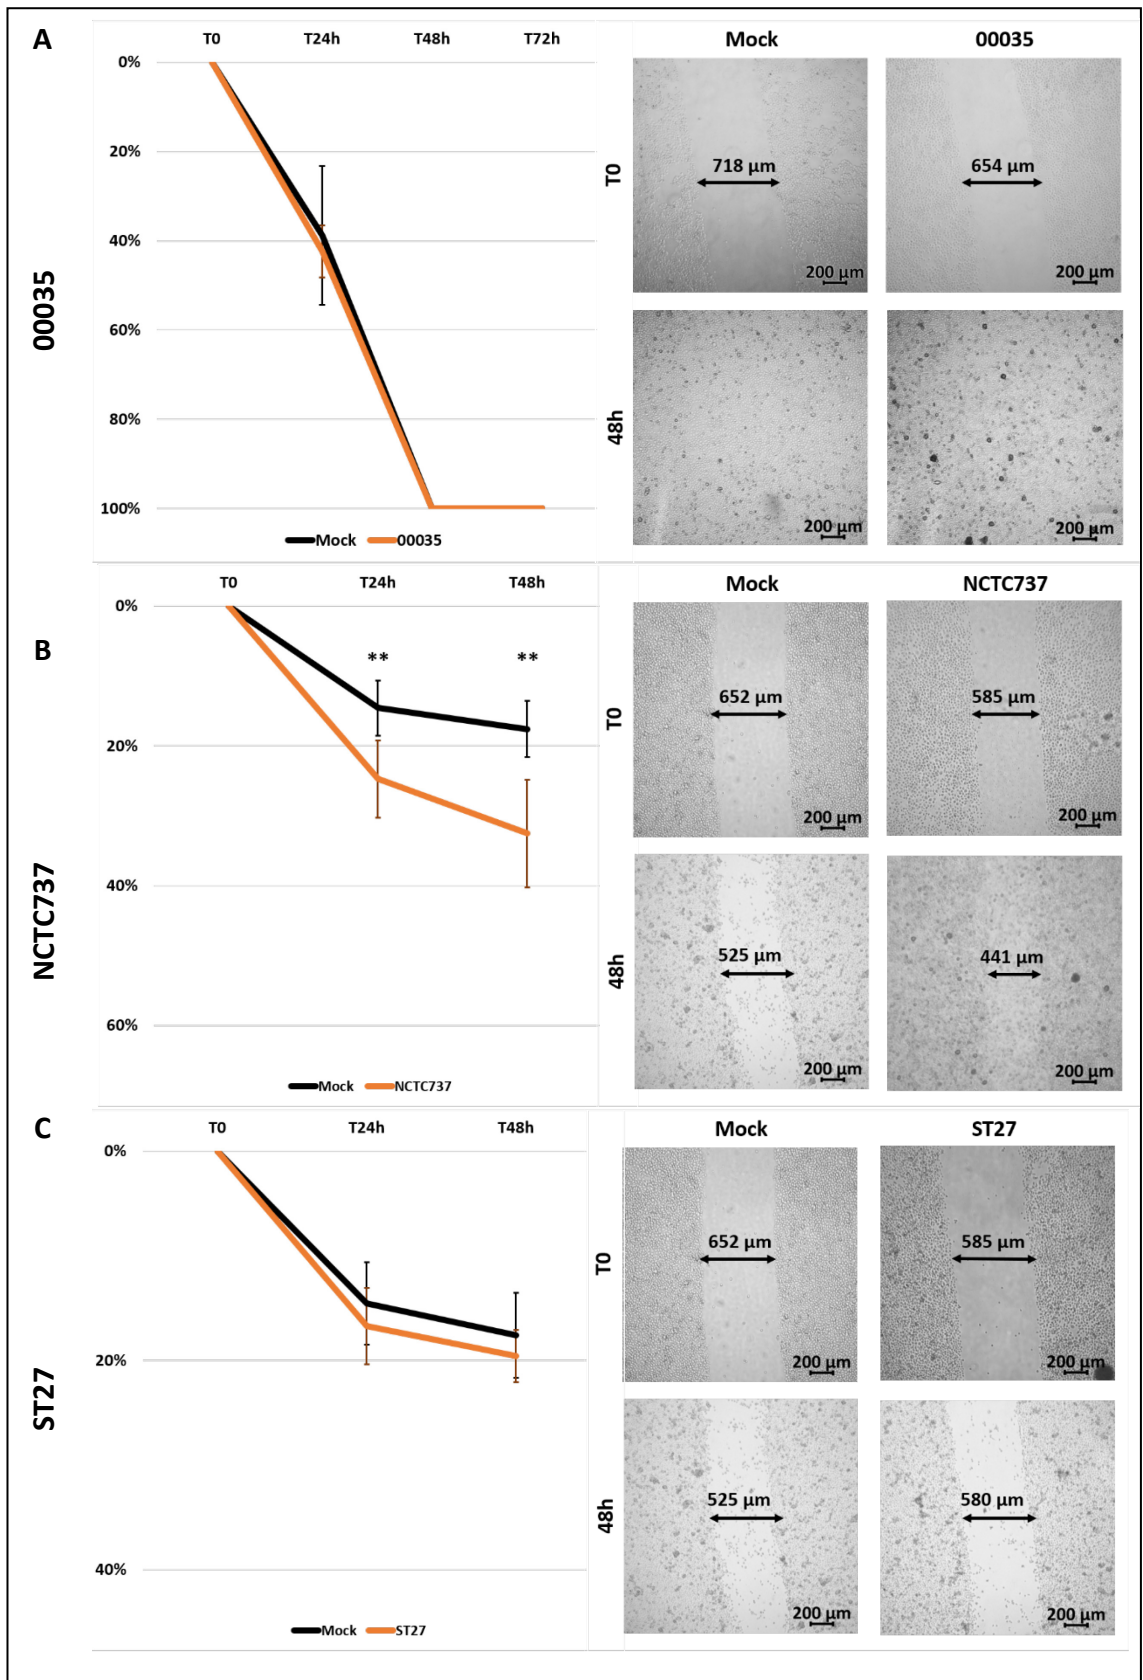 A
T0 T24h T48h T72h
0%
20%
40%
60%
80%
100%
00035
Mock 00035
Mock 00035
T0
718 µm
654 µm
200 µm
200 µm
48h
200 µm
200 µm
B
T0 T24h T48h
0%
20%
40%
60%
** **
NCTC737
Mock NCTC737
Mock NCTC737
T0
652 µm
585 µm
200 µm
200 µm
48h
525 µm
441 µm
200 µm
200 µm
C
T0 T24h T48h
0%
20%
40%
ST27
Mock ST27
Mock ST27
T0
652 µm
585 µm
200 µm
200 µm
48h
525 µm
580 µm
200 µm
200 µm